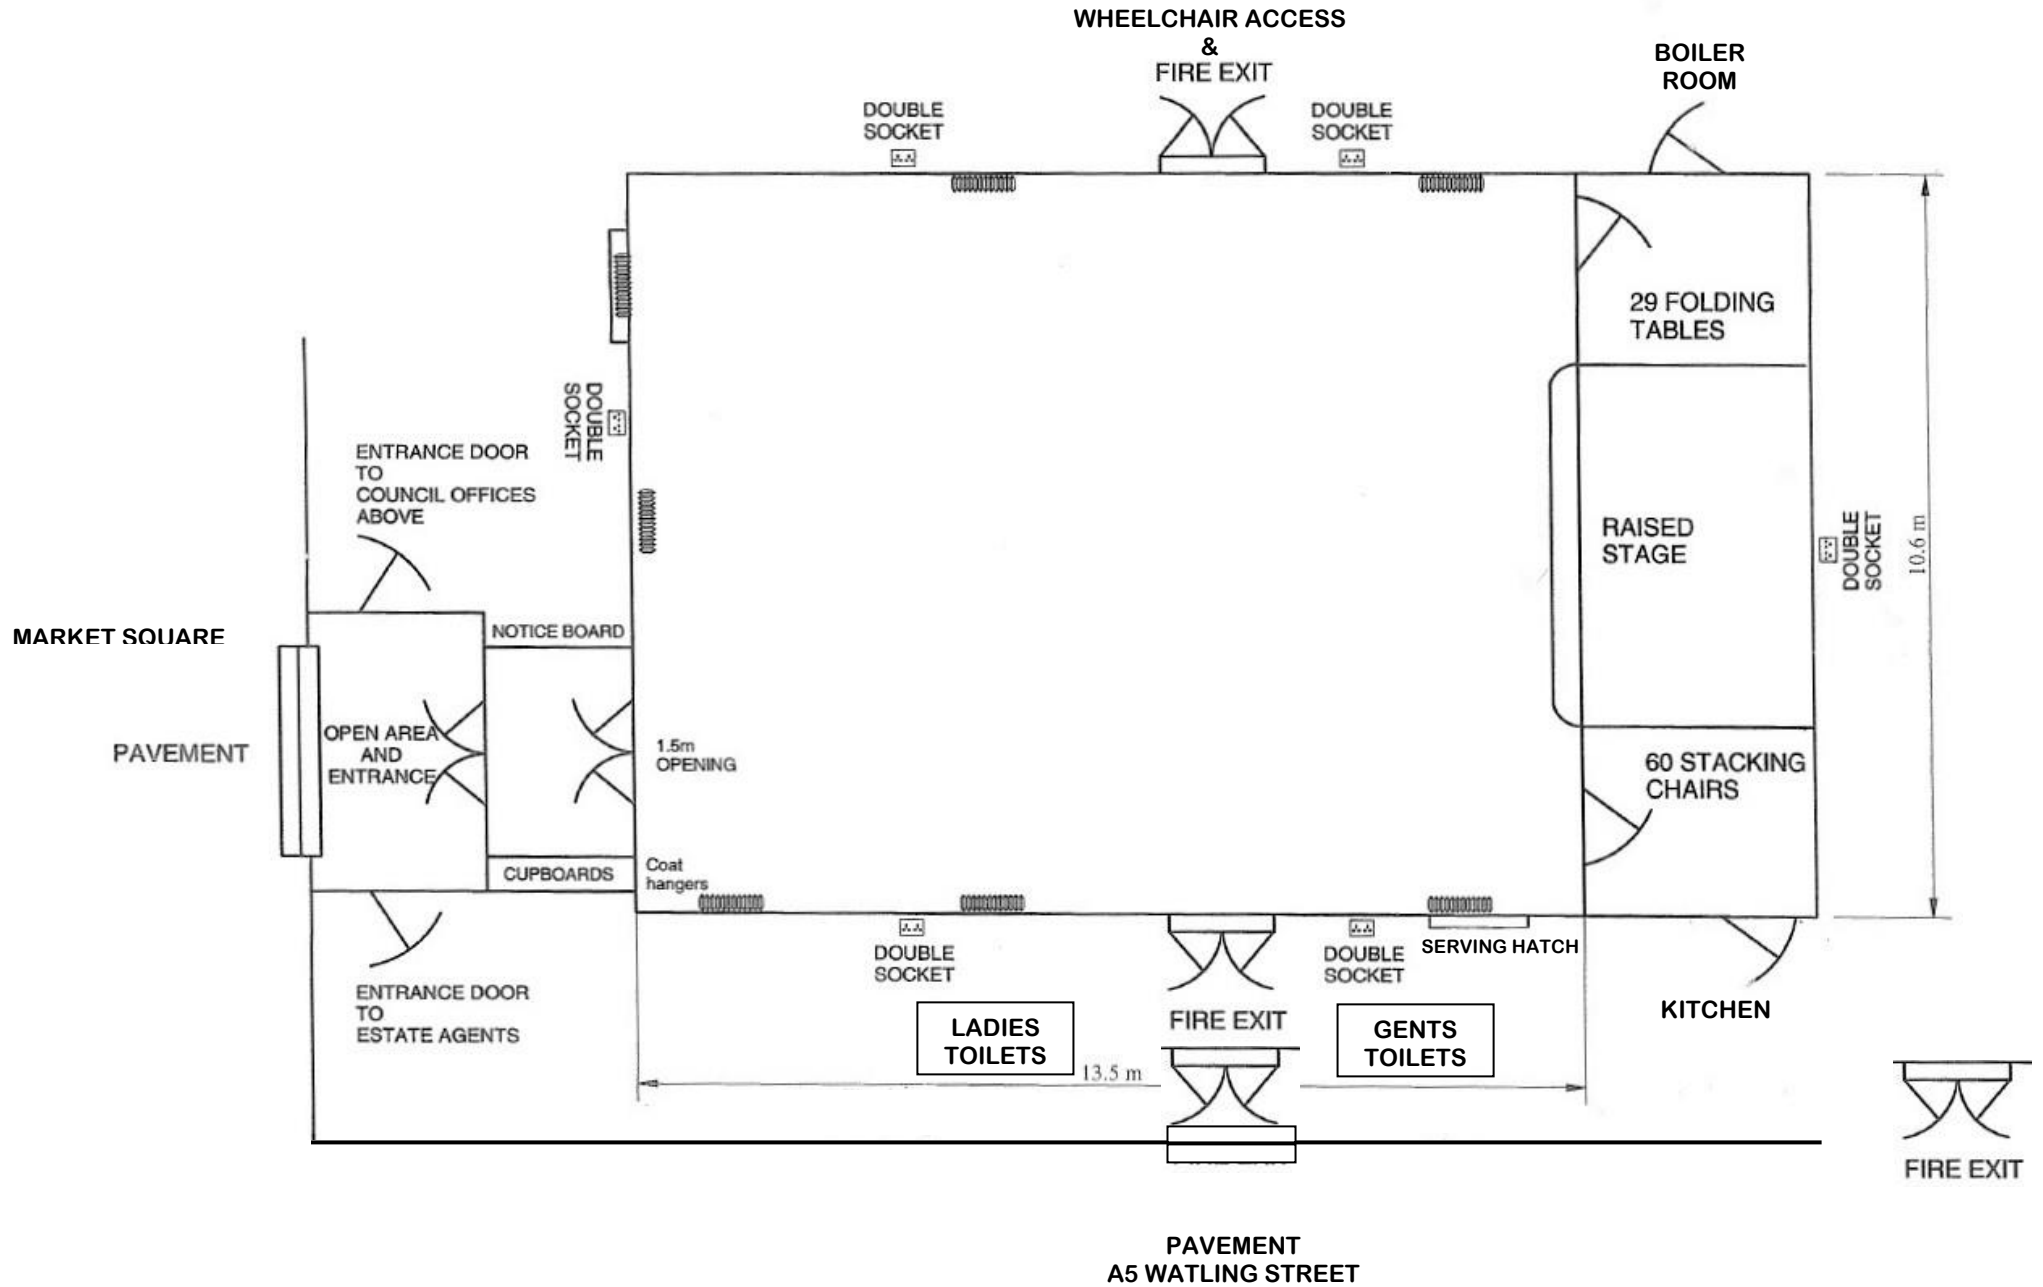 WHEELCHAIR ACCESS
&
FIRE EXIT
BOILER
ROOM
DOUBLE
SOCKET
DOUBLE
SOCKET
29 FOLDING
TABLES
DOUBLE
SOCKET
ENTRANCE DOOR
TO
COUNCIL OFFICES
ABOVE
RAISED
STAGE
DOUBLE
SOCKET
10.6 m
MARKET SQUARE
NOTICE BOARD
PAVEMENT
OPEN AREA
AND
ENTRANCE
1.5m
OPENING
60 STACKING
CHAIRS
CUPBOARDS
Coat
hangers
DOUBLE
SOCKET
DOUBLE
SOCKET
SERVING HATCH
ENTRANCE DOOR
TO
ESTATE AGENTS
LADIES
TOILETS
FIRE EXIT
GENTS
TOILETS
KITCHEN
13.5 m
FIRE EXIT
PAVEMENT
A5 WATLING STREET